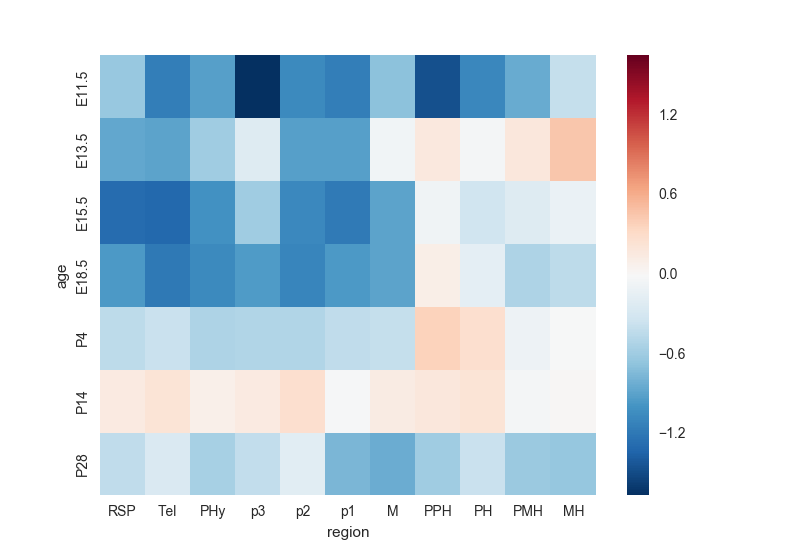 E11.5
E13.5
E15.5
E18.5
P4
P14
P28
age
RSP Tel PHy p3 p2 p1 M PPH PH PMH MH
region
1.2
0.6
0.0
−0.6
−1.2